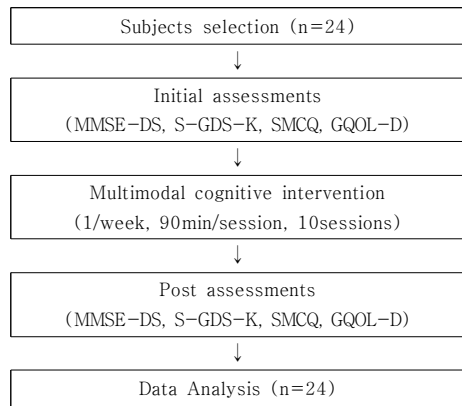 Subjects selection (n=24)
↓
Initial assessments
(MMSE-DS, S-GDS-K, SMCQ, GQOL-D)
↓
Multimodal cognitive intervention
(1/week, 90min/session, 10sessions)
↓
Post assessments
(MMSE-DS, S-GDS-K, SMCQ, GQOL-D)
↓
Data Analysis (n=24)